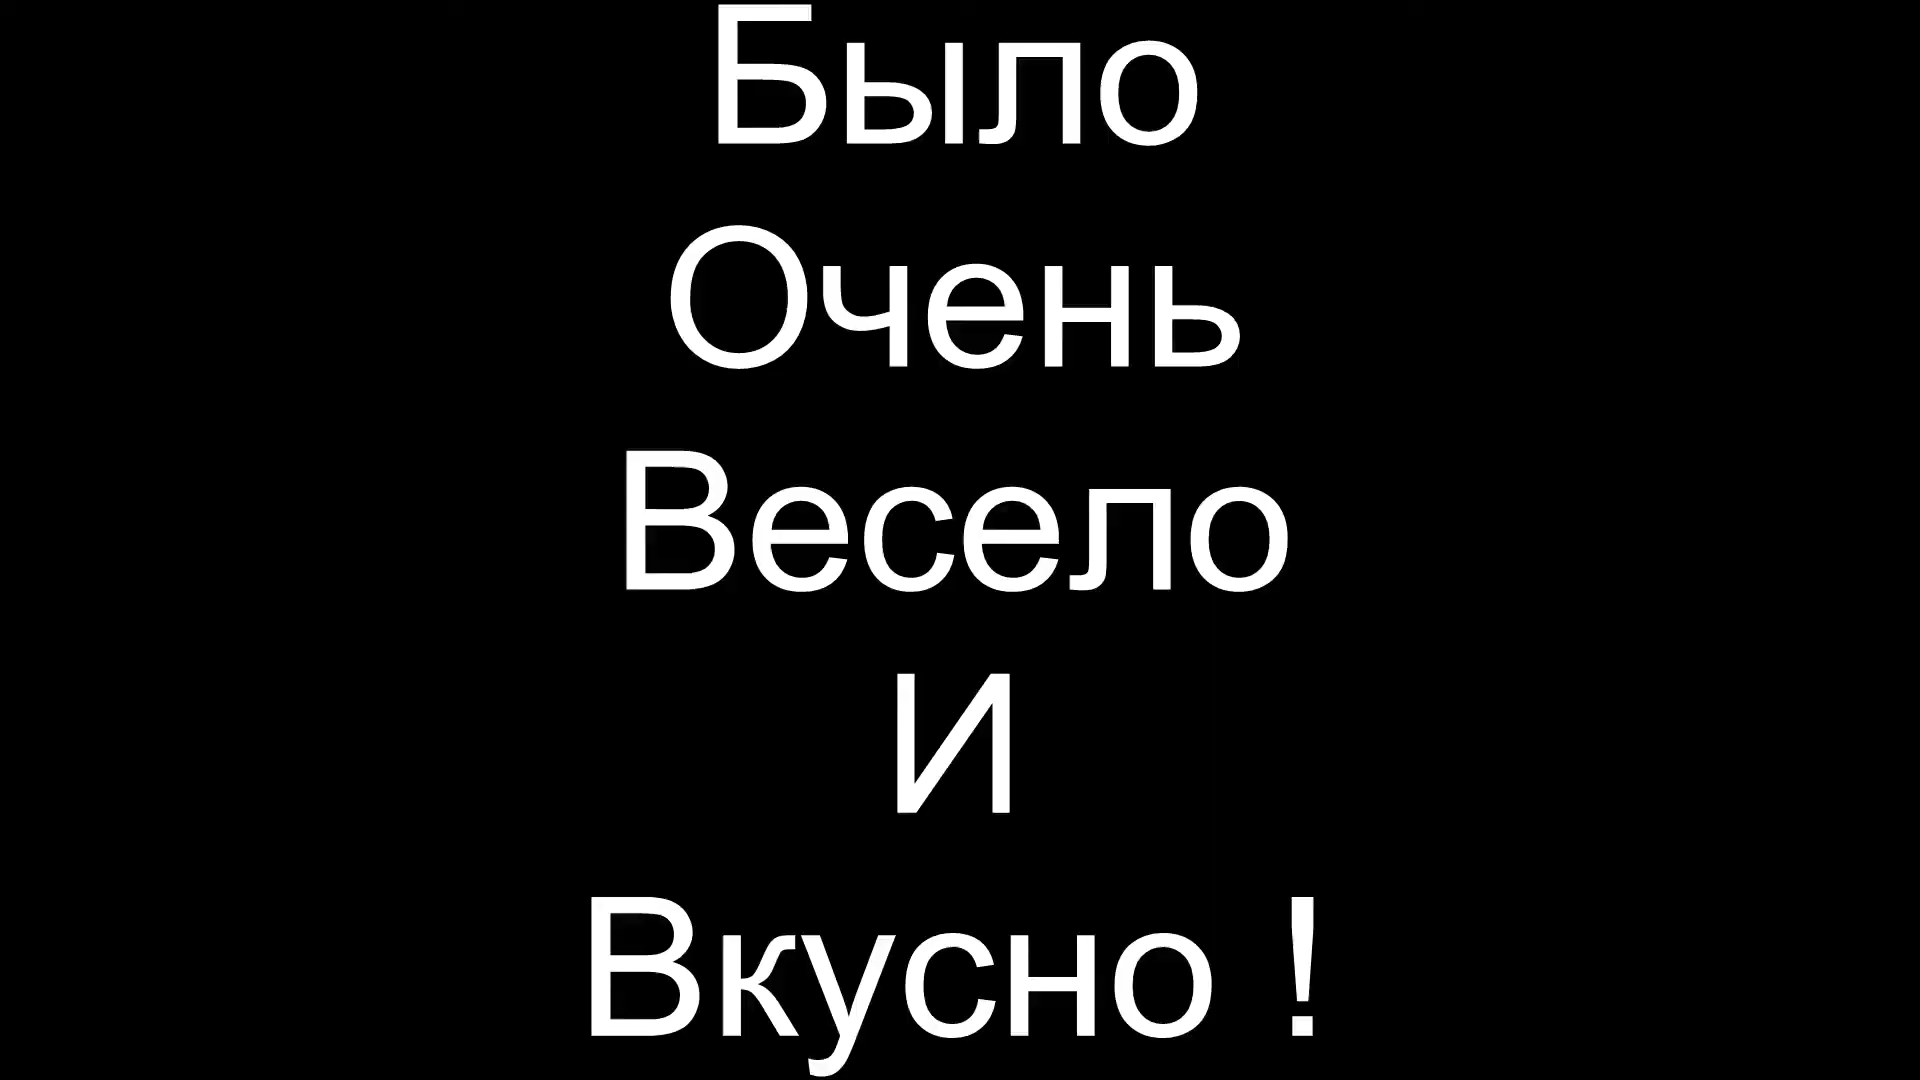 Было
Очень
Весело
И
Вкусно !